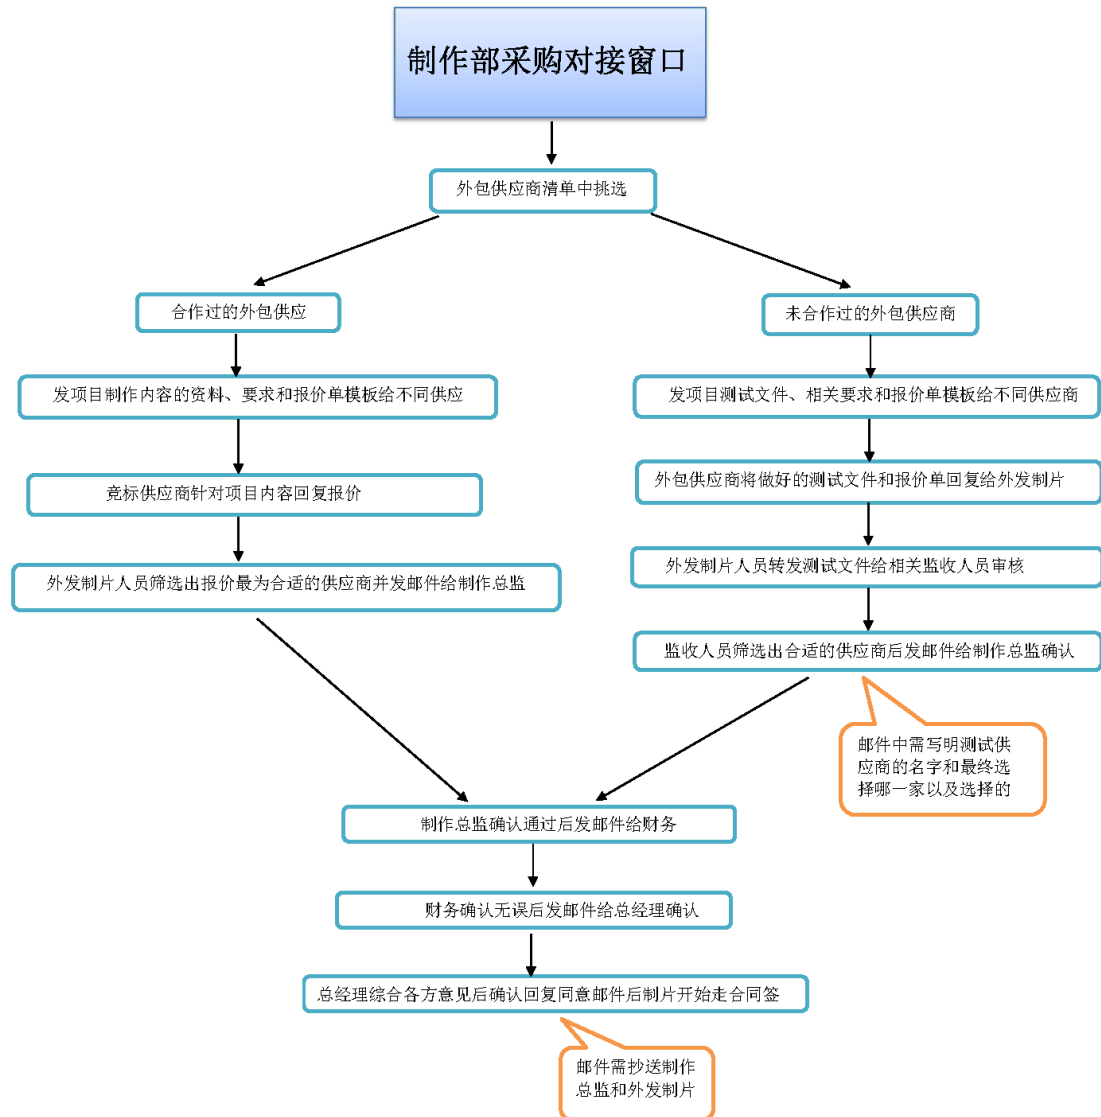 制作部采购对接窗口
外包供应商清单中挑选
合作过的外包供应
未合作过的外包供应商
发项目制作内容的资料、要求和报价单模板给不同供应
发项目测试文件、相关要求和报价单模板给不同供应商
竞标供应商针对项目内容回复报价
外包供应商将做好的测试文件和报价单回复给外发制片
外发制片人员筛选出报价最为合适的供应商并发邮件给制作总监
外发制片人员转发测试文件给相关监收人员审核
监收人员筛选出合适的供应商后发邮件给制作总监确认
邮件中需写明测试供
应商的名字和最终选
择哪一家以及选择的
制作总监确认通过后发邮件给财务
财务确认无误后发邮件给总经理确认
总经理综合各方意见后确认回复同意邮件后制片开始走合同签
邮件需抄送制作
总监和外发制片